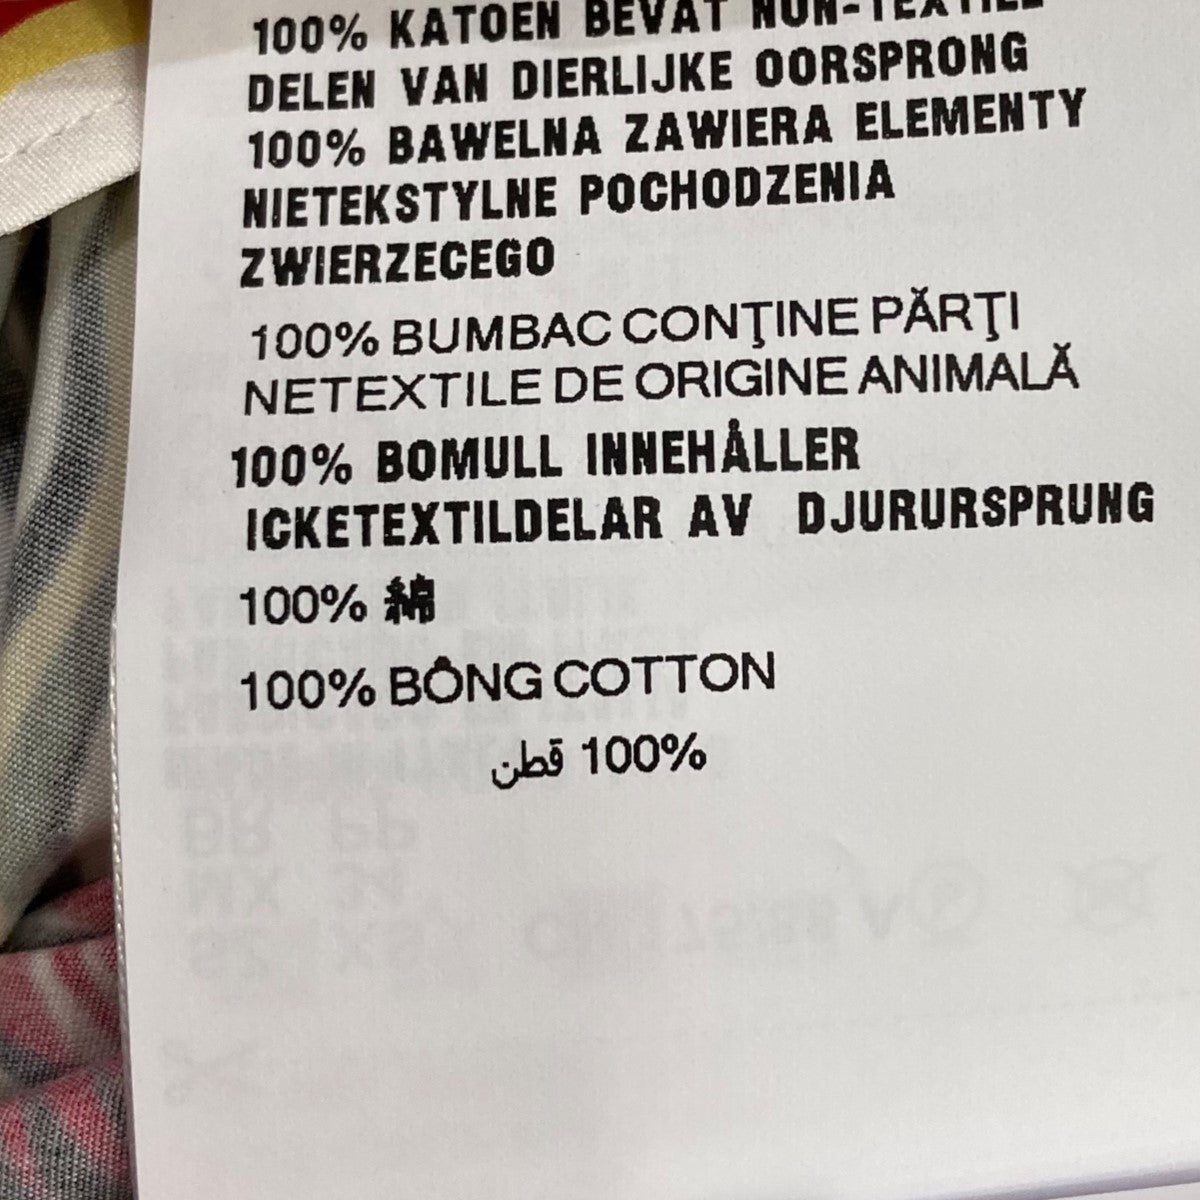 100% KATOEN BEVAT NON-TEXTILE
DELEN VAN DIERLIJKE OORSPRONG
100% BAWELNA ZAWIERA ELEMENTY
NIETEKSTYLNE POCHODZENIA
ZWIERZECEGO
100% BUMBAC CONŢINE PĂRŢI
NETEXTILE DE ORIGINE ANIMALĂ
100% BOMULL INNEHÅLLER
ICKETEXTILDELAR AV DJURURSPRUNG
100% 綿
100% BÔNG COTTON
100% قطن